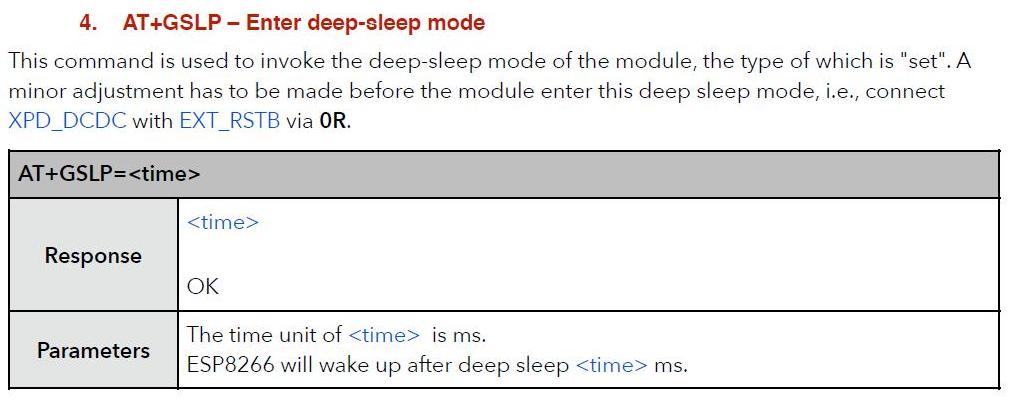 4. AT+GSLP – Enter deep-sleep mode
This command is used to invoke the deep-sleep mode of the module, the type of which is "set". A
minor adjustment has to be made before the module enter this deep sleep mode, i.e., connect
XPD_DCDC with EXT_RSTB via 0R.
AT+GSLP=<time>
Response
<time>
OK
Parameters
The time unit of <time> is ms.
ESP8266 will wake up after deep sleep <time> ms.